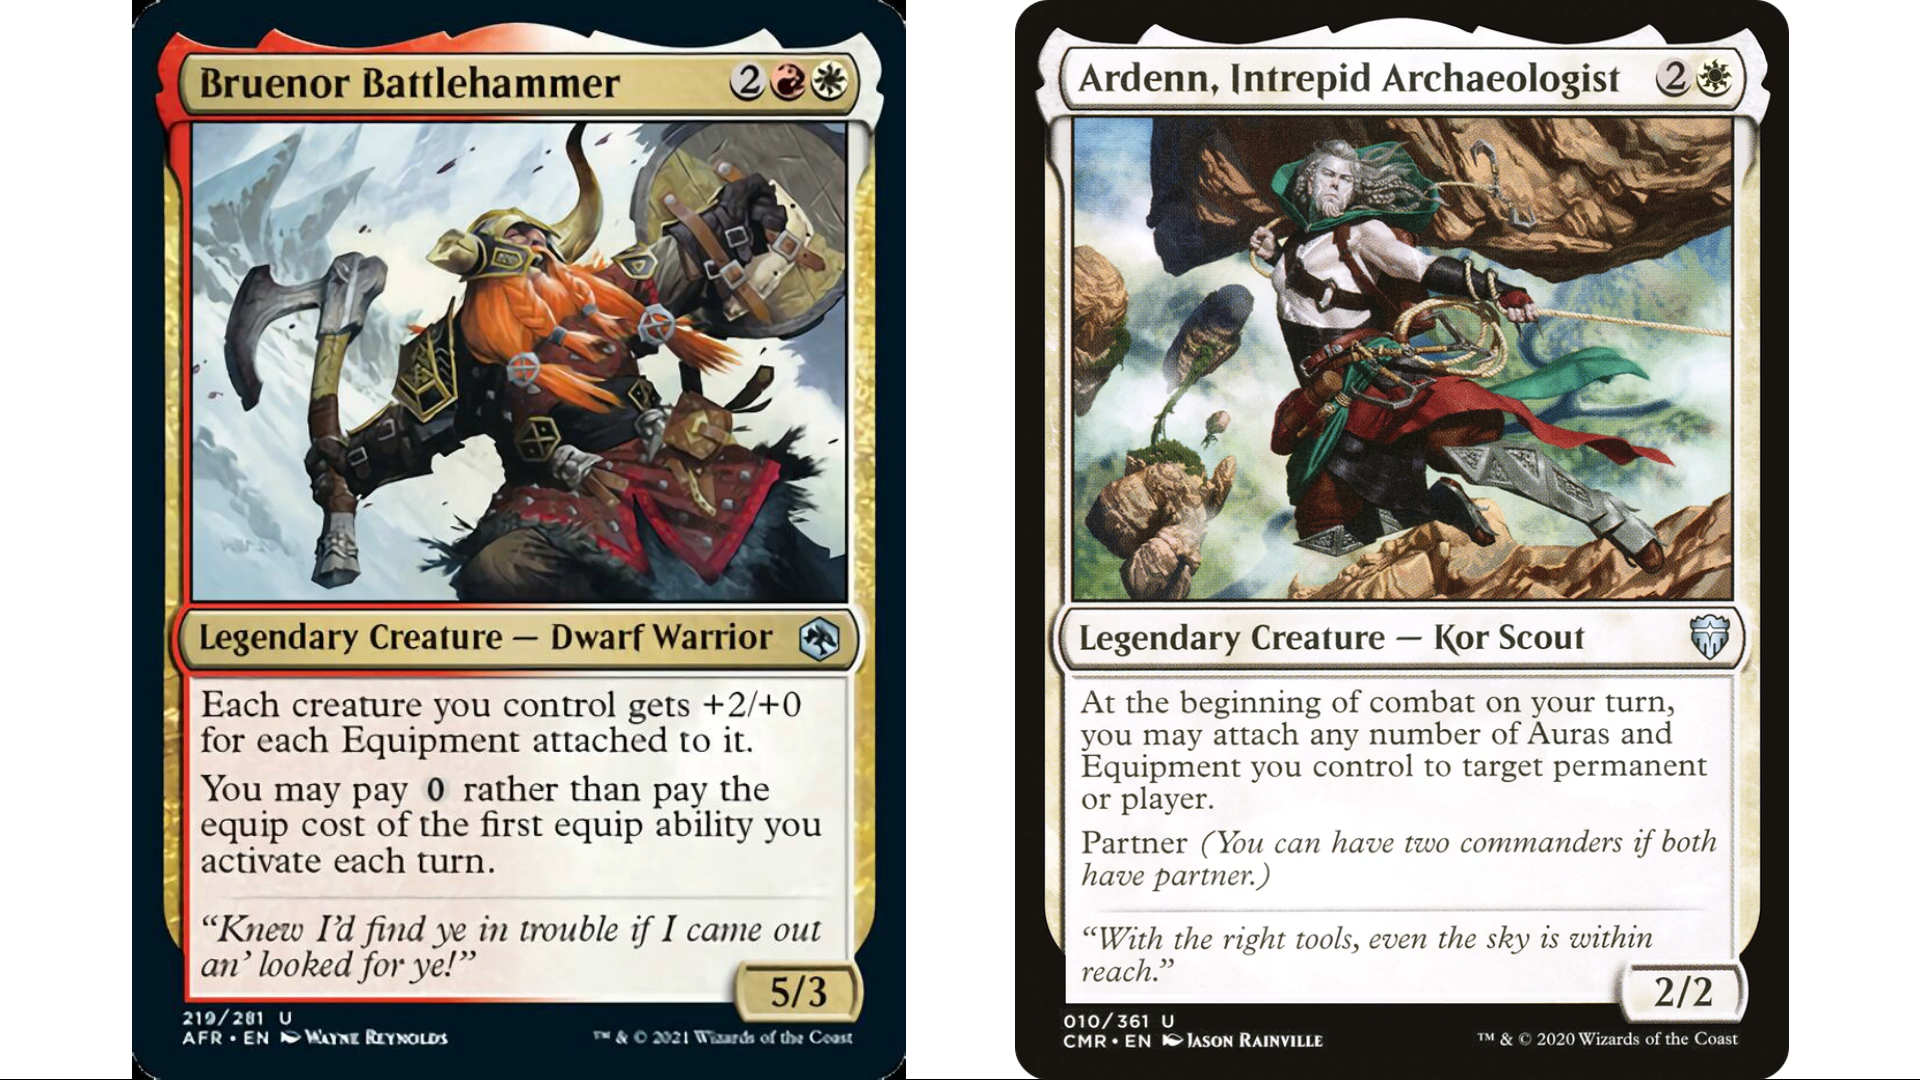 Bruenor Battlehammer 2
Legendary Creature — Dwarf Warrior
Each creature you control gets +2/+0
for each Equipment attached to it.
You may pay 0 rather than pay the
equip cost of the first equip ability you
activate each turn.
“Knew I’d find ye in trouble if I came out
an’ looked for ye!”
5/3
219/281 U
AFR • EN WAYNE REYNOLDS
™ & © 2021 Wizards of the Coast
Ardenn, Intrepid Archaeologist 2
Legendary Creature — Kor Scout
At the beginning of combat on your turn,
you may attach any number of Auras and
Equipment you control to target permanent
or player.
Partner (You can have two commanders if both
have partner.)
“With the right tools, even the sky is within
reach.”
2/2
010/361 U
CMR • EN JASON RAINVILLE
™ & © 2020 Wizards of the Coast